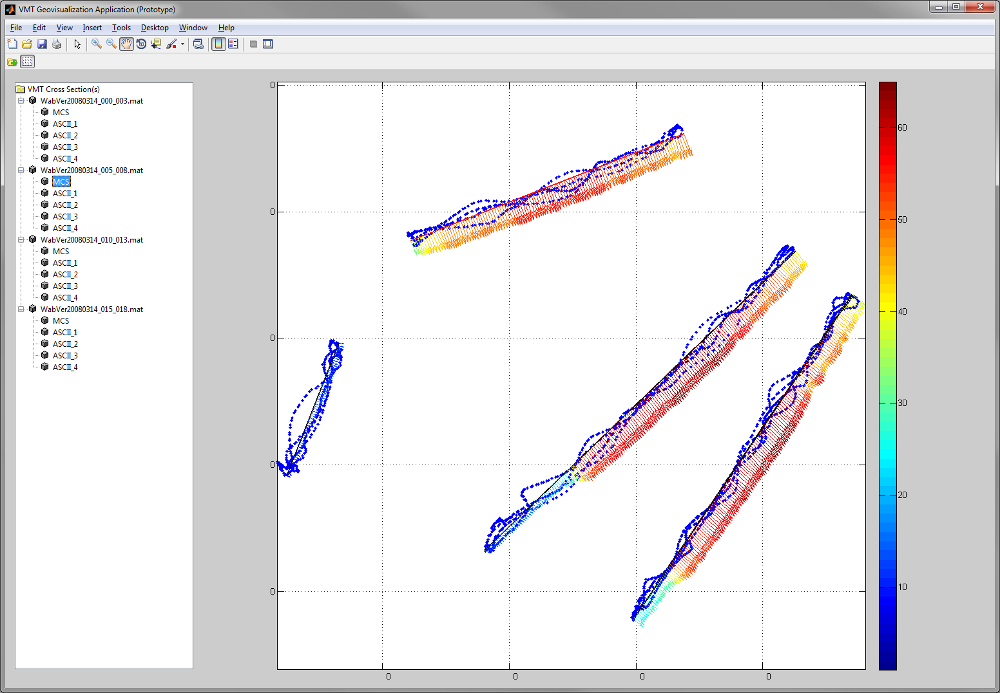 VMT Geovisualization Application (Prototype)
File Edit View Insert Tools Desktop Window Help
VMT Cross Section(s)
WabVer20080314_000_003.mat
MCS
ASCII_1
ASCII_2
ASCII_3
ASCII_4
WabVer20080314_005_008.mat
MCS
ASCII_1
ASCII_2
ASCII_3
ASCII_4
WabVer20080314_010_013.mat
MCS
ASCII_1
ASCII_2
ASCII_3
ASCII_4
WabVer20080314_015_018.mat
MCS
ASCII_1
ASCII_2
ASCII_3
ASCII_4
0
0
0
0
0
0 0 0 0
60
50
40
30
20
10